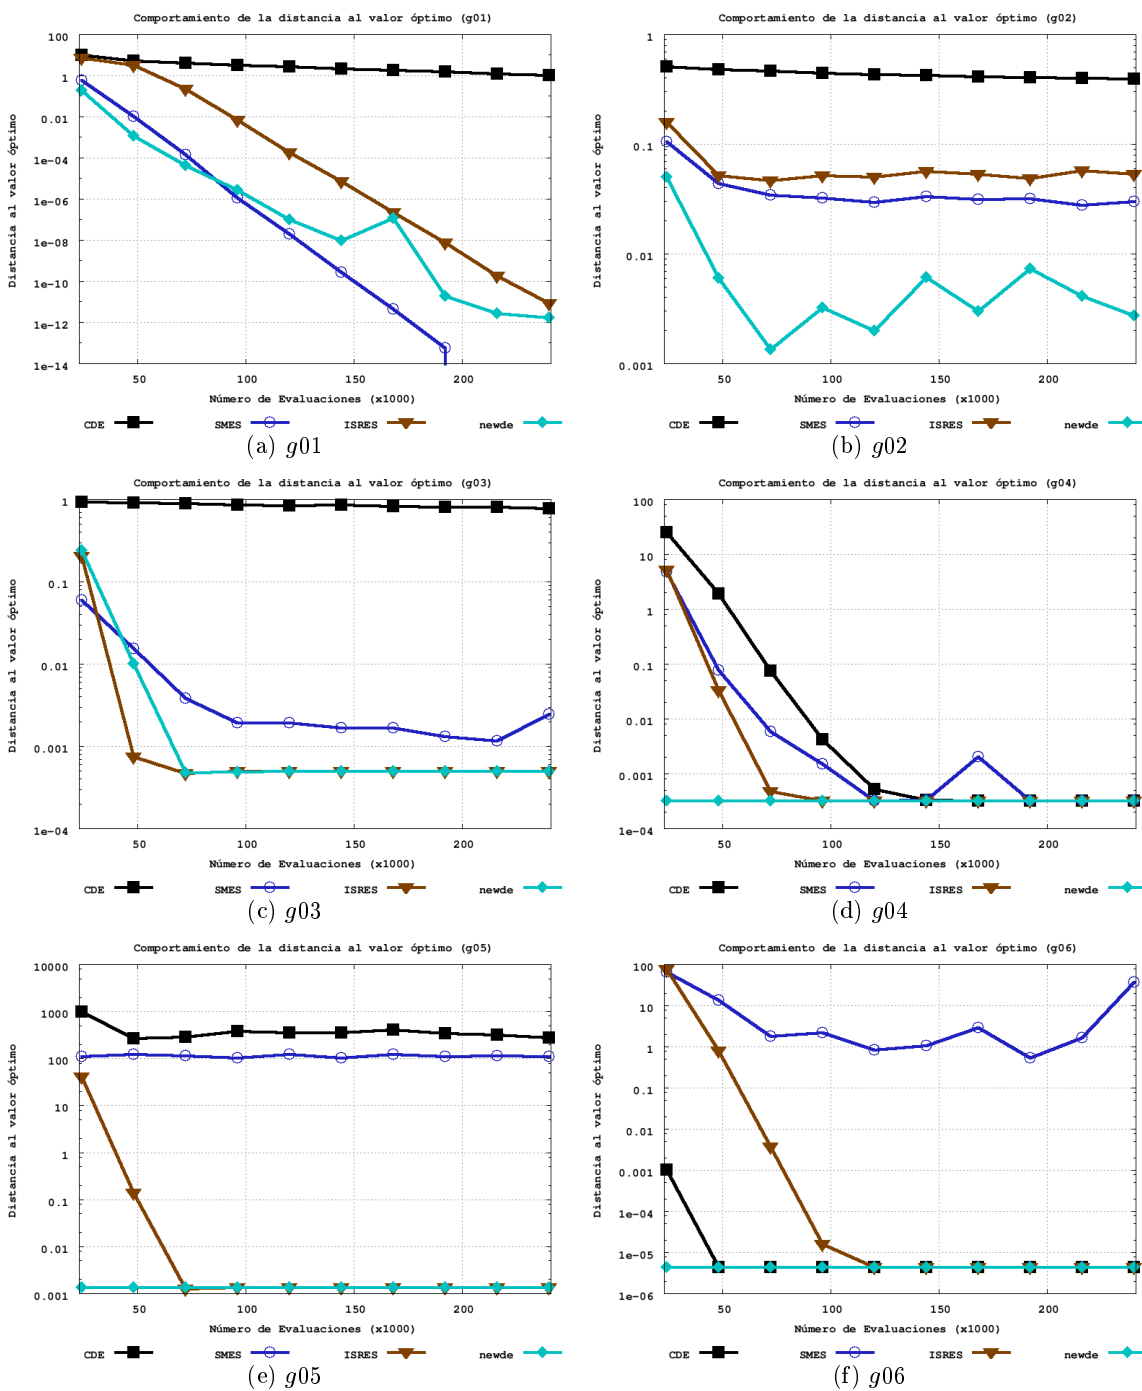 Comportamiento de la distancia al valor óptimo (g01)
100
1
0.01
1e-04
1e-06
1e-08
1e-10
1e-12
1e-14
Distancia al valor óptimo
50 100 150 200
Número de Evaluaciones (x1000)
CDE SMES ISRES newde
(a) g01
Comportamiento de la distancia al valor óptimo (g02)
1
0.1
0.01
0.001
Distancia al valor óptimo
50 100 150 200
Número de Evaluaciones (x1000)
CDE SMES ISRES newde
(b) g02
Comportamiento de la distancia al valor óptimo (g03)
1
0.1
0.01
0.001
1e-04
Distancia al valor óptimo
50 100 150 200
Número de Evaluaciones (x1000)
CDE SMES ISRES newde
(c) g03
Comportamiento de la distancia al valor óptimo (g04)
100
10
1
0.1
0.01
0.001
1e-04
Distancia al valor óptimo
50 100 150 200
Número de Evaluaciones (x1000)
CDE SMES ISRES newde
(d) g04
Comportamiento de la distancia al valor óptimo (g05)
10000
1000
100
10
1
0.1
0.01
0.001
Distancia al valor óptimo
50 100 150 200
Número de Evaluaciones (x1000)
CDE SMES ISRES newde
(e) g05
Comportamiento de la distancia al valor óptimo (g06)
100
10
1
0.1
0.01
0.001
1e-04
1e-05
1e-06
Distancia al valor óptimo
50 100 150 200
Número de Evaluaciones (x1000)
CDE SMES ISRES newde
(f) g06